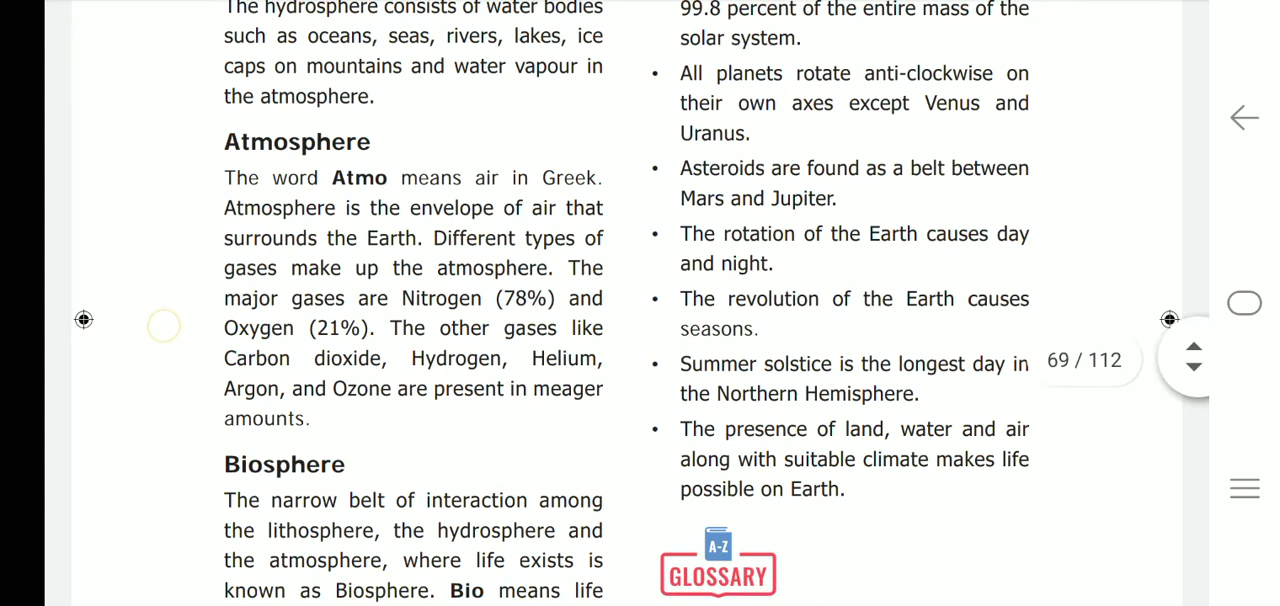 The hydrosphere consists of water bodies
such as oceans, seas, rivers, lakes, ice
caps on mountains and water vapour in
the atmosphere.
Atmosphere
The word Atmo means air in Greek.
Atmosphere is the envelope of air that
surrounds the Earth. Different types of
gases make up the atmosphere. The
major gases are Nitrogen (78%) and
Oxygen (21%). The other gases like
Carbon dioxide, Hydrogen, Helium,
Argon, and Ozone are present in meager
amounts.
Biosphere
The narrow belt of interaction among
the lithosphere, the hydrosphere and
the atmosphere, where life exists is
known as Biosphere. Bio means life
99.8 percent of the entire mass of the
solar system.
• All planets rotate anti-clockwise on
their own axes except Venus and
Uranus.
• Asteroids are found as a belt between
Mars and Jupiter.
• The rotation of the Earth causes day
and night.
• The revolution of the Earth causes
seasons.
• Summer solstice is the longest day in
the Northern Hemisphere.
• The presence of land, water and air
along with suitable climate makes life
possible on Earth.
A-Z
GLOSSARY
69 / 112